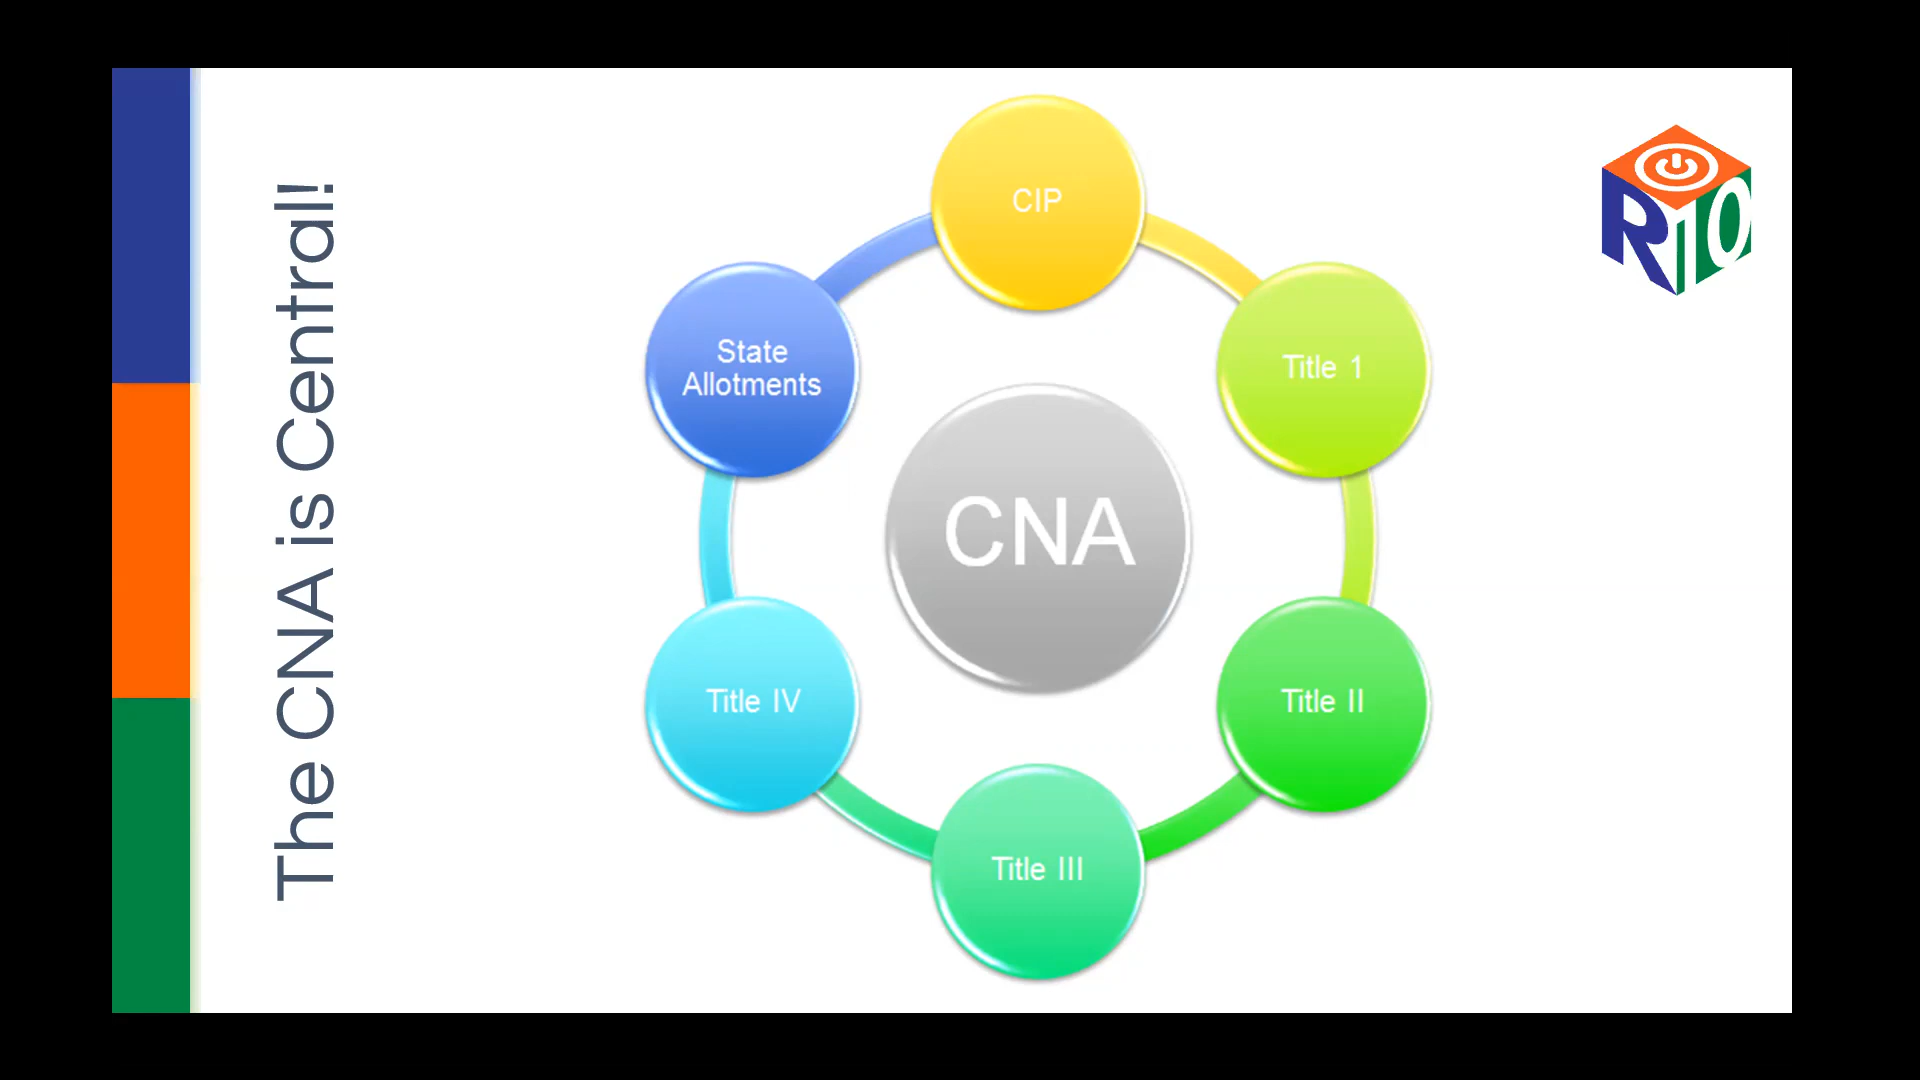 The CNA is Central!
CIP
Title 1
Title II
Title III
Title IV
State
Allotments
CNA
R10